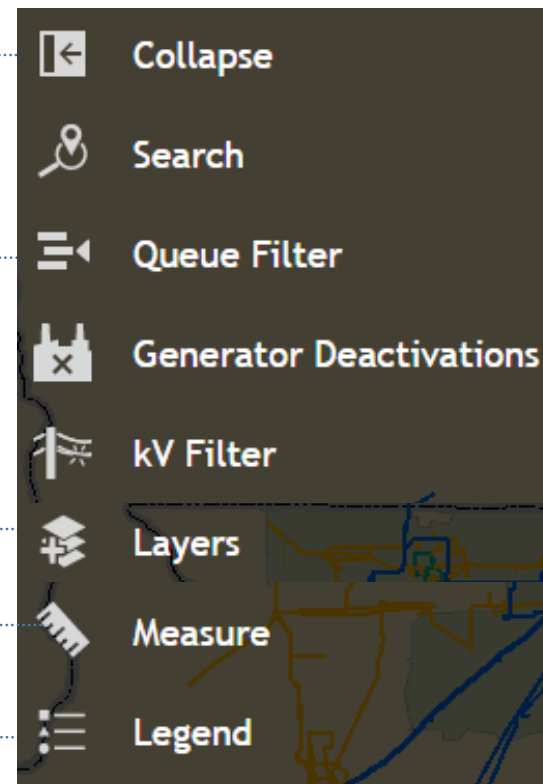 Collapse
Search
Queue Filter
Generator Deactivations
kV Filter
Layers
Measure
Legend